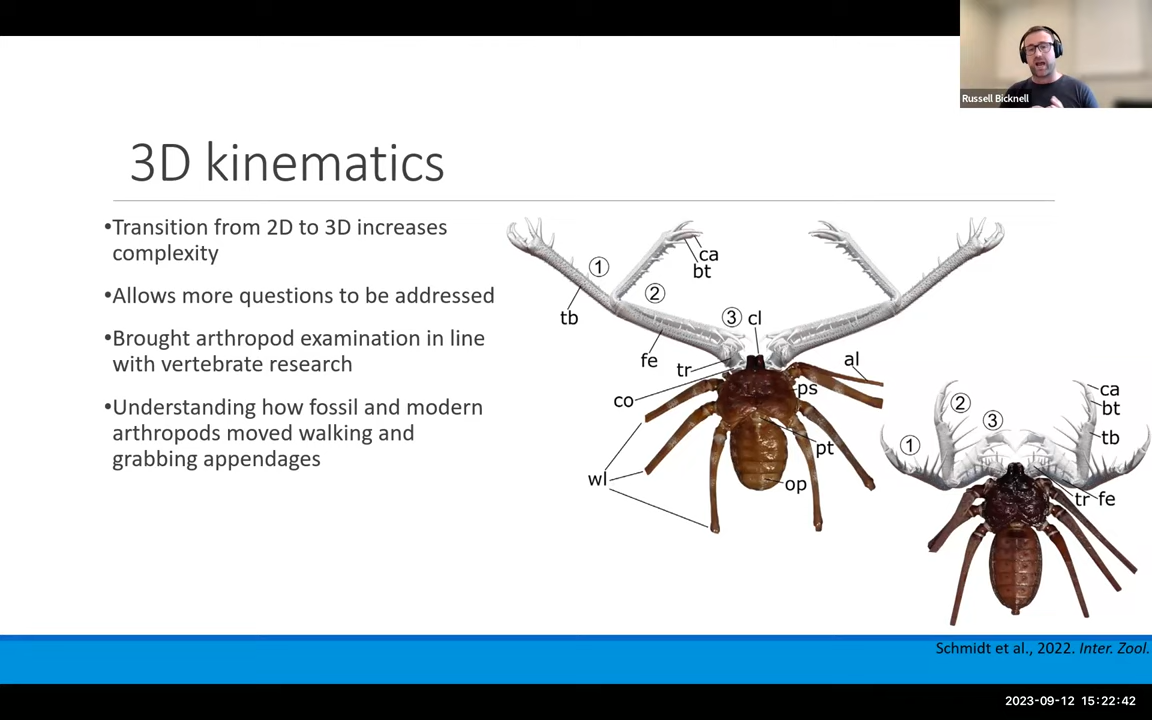 Russell Bicknell
3D kinematics
•Transition from 2D to 3D increases
complexity
•Allows more questions to be addressed
•Brought arthropod examination in line
with vertebrate research
•Understanding how fossil and modern
arthropods moved walking and
grabbing appendages
1
ca
bt
2
tb
3
cl
fe
tr
al
co
ps
pt
wl
op
2
3
1
ca
bt
tb
tr
fe
Schmidt et al., 2022. Inter. Zool.
2023-09-12 15:22:42